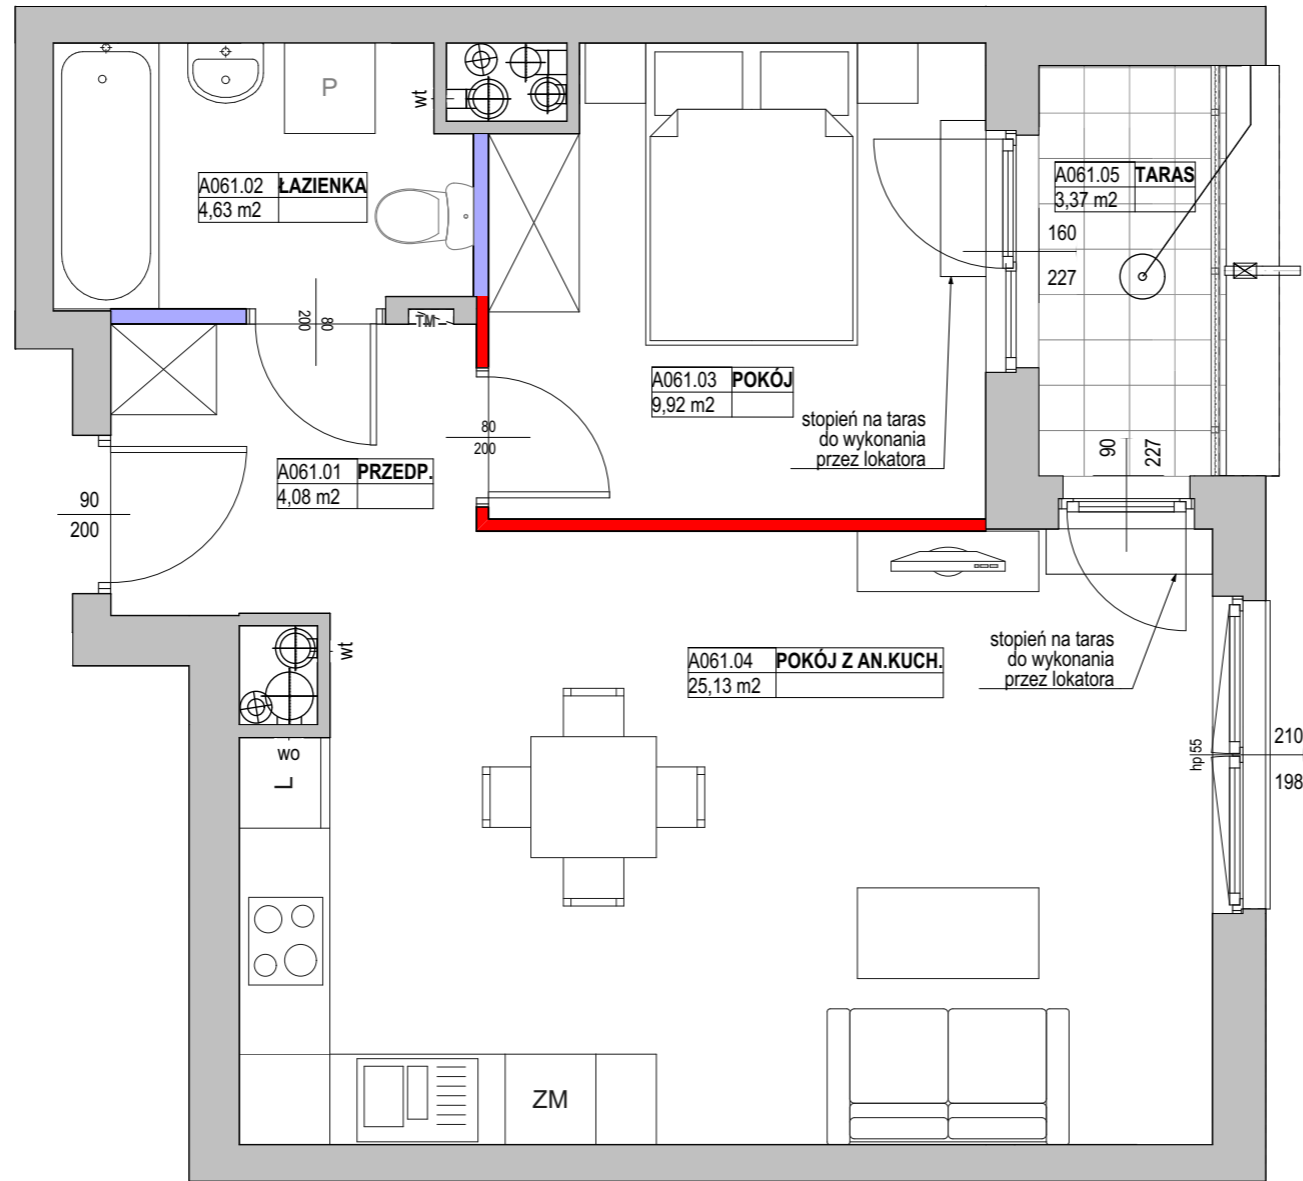 P
wt
A061.02 ŁAZIENKA
4,63 m2
A061.05 TARAS
3,37 m2
160
227
80
200
TM
A061.03 POKÓJ
9,92 m2
stopień na taras
do wykonania
przez lokatora
80
200
90
227
A061.01 PRZEDP.
4,08 m2
90
200
wt
A061.04 POKÓJ Z AN.KUCH.
25,13 m2
stopień na taras
do wykonania
przez lokatora
wo
L
hp 55
210
198
ZM